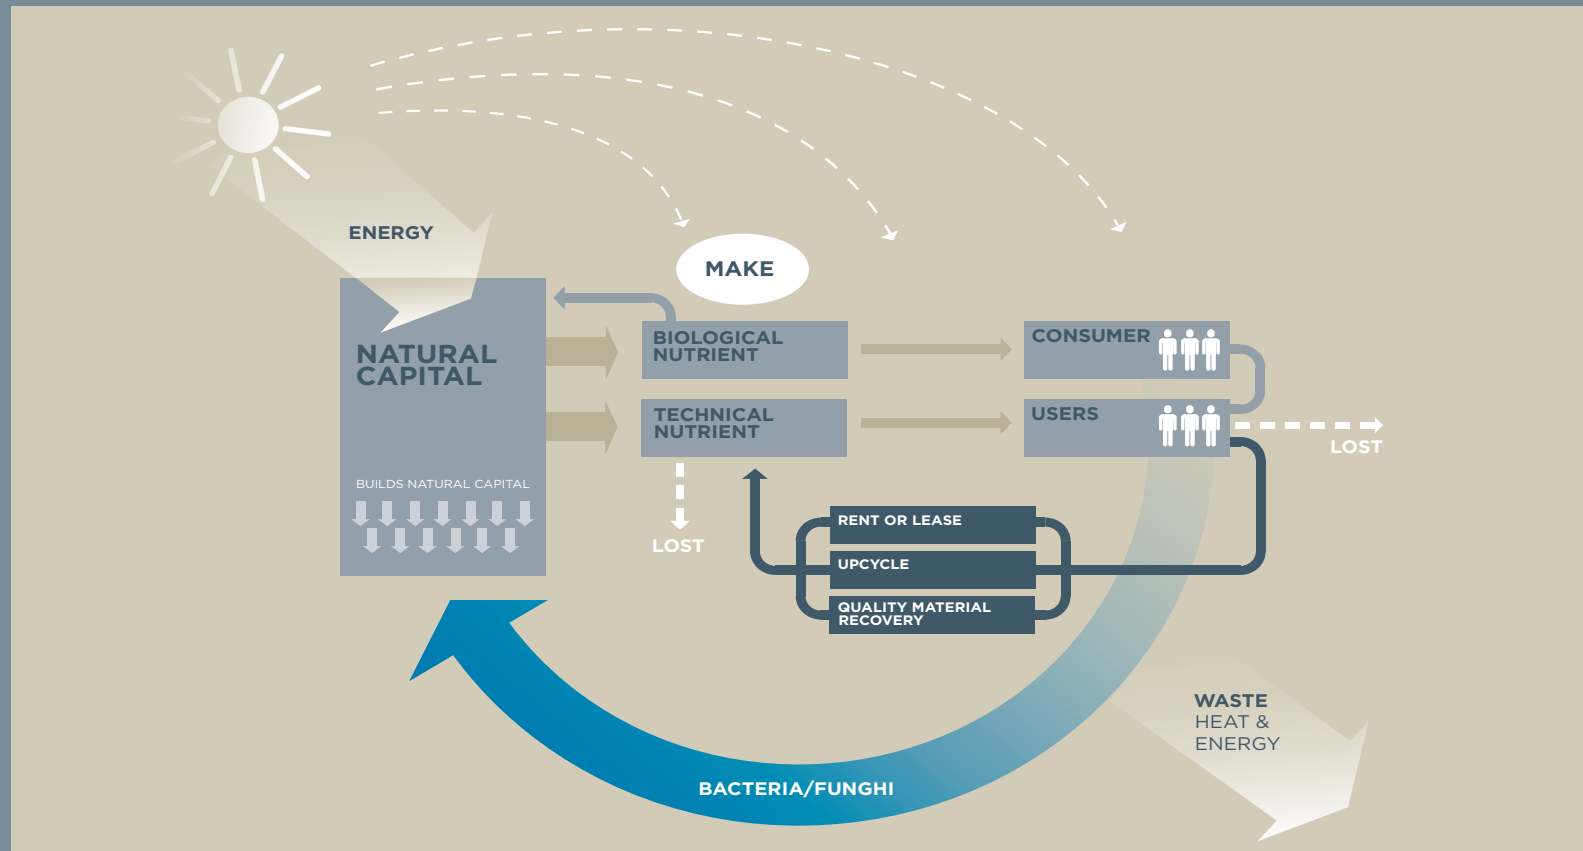 ENERGY
MAKE
NATURAL
CAPITAL
BIOLOGICAL
NUTRIENT
CONSUMER
TECHNICAL
NUTRIENT
USERS
LOST
BUILDS NATURAL CAPITAL
LOST
RENT OR LEASE
UPCYCLE
QUALITY MATERIAL
RECOVERY
WASTE
HEAT &
ENERGY
BACTERIA/FUNGHI